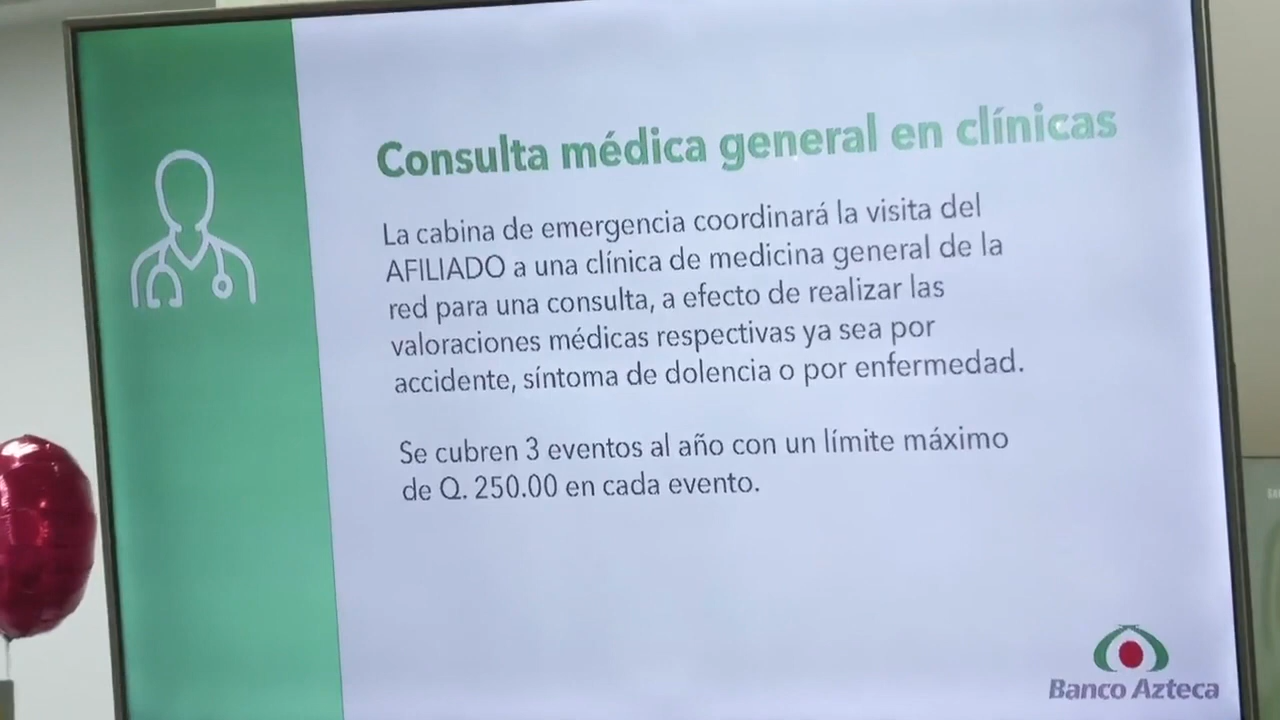 Consulta médica general en clínicas
La cabina de emergencia coordinará la visita del
AFILIADO a una clínica de medicina general de la
red para una consulta, a efecto de realizar las
valoraciones médicas respectivas ya sea por
accidente, síntoma de dolencia o por enfermedad.
Se cubren 3 eventos al año con un límite máximo
de Q. 250.00 en cada evento.
Banco Azteca